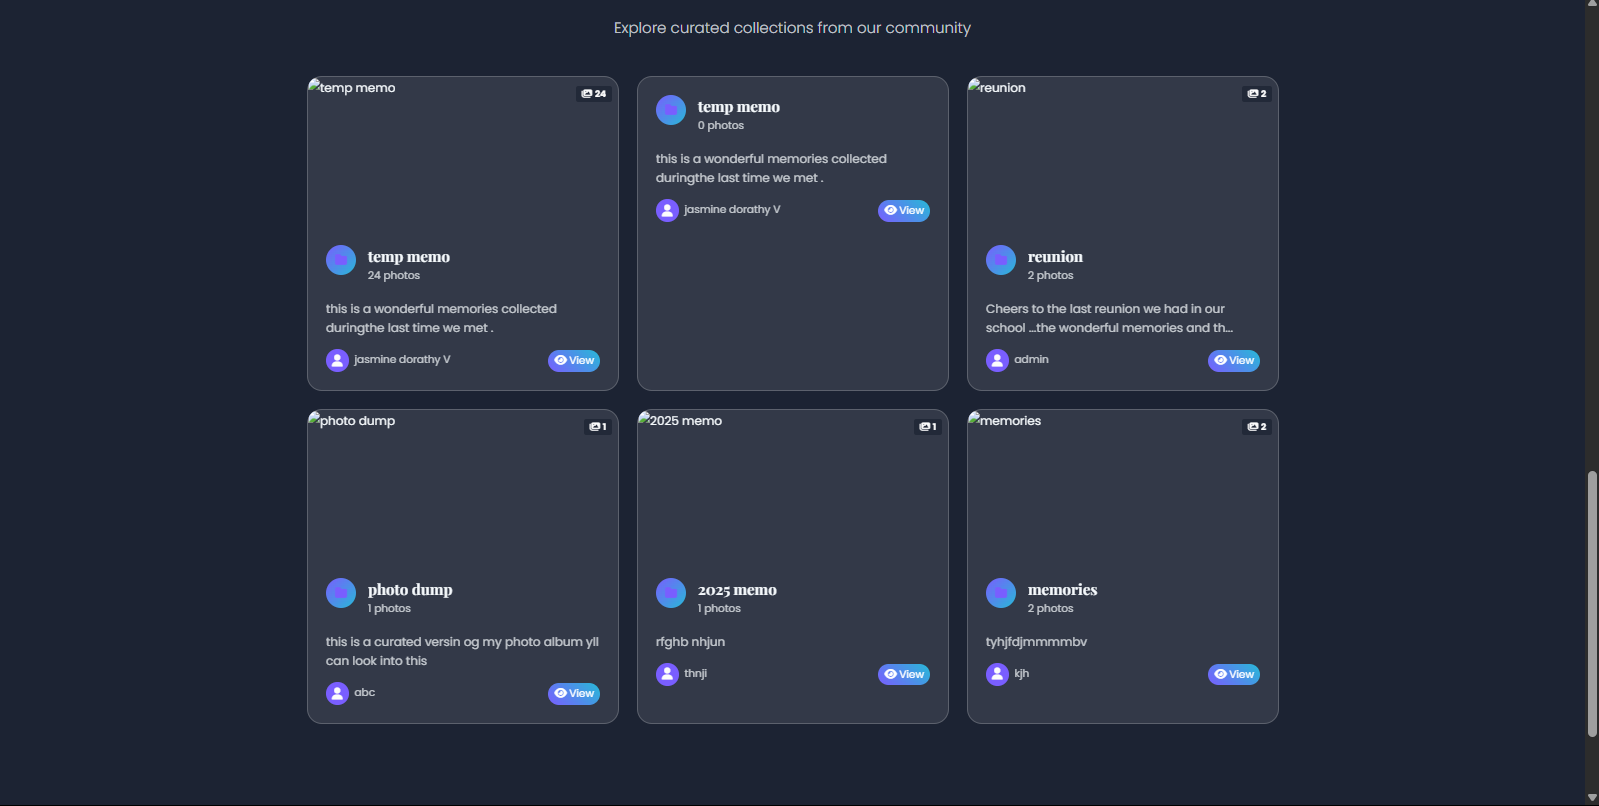 Explore curated collections from our community
temp memo
24
temp memo
24 photos
this is a wonderful memories collected
duringthe last time we met .
jasmine dorathy V
View
temp memo
0 photos
this is a wonderful memories collected
duringthe last time we met .
jasmine dorathy V
View
reunion
2
reunion
2 photos
Cheers to the last reunion we had in our
school ...the wonderful memories and th...
admin
View
photo dump
1
photo dump
1 photos
this is a curated versin og my photo album yll
can look into this
abc
View
2025 memo
1
2025 memo
1 photos
rfghb nhjun
thnji
View
memories
2
memories
2 photos
tyhjfdjmmmmbv
kjh
View